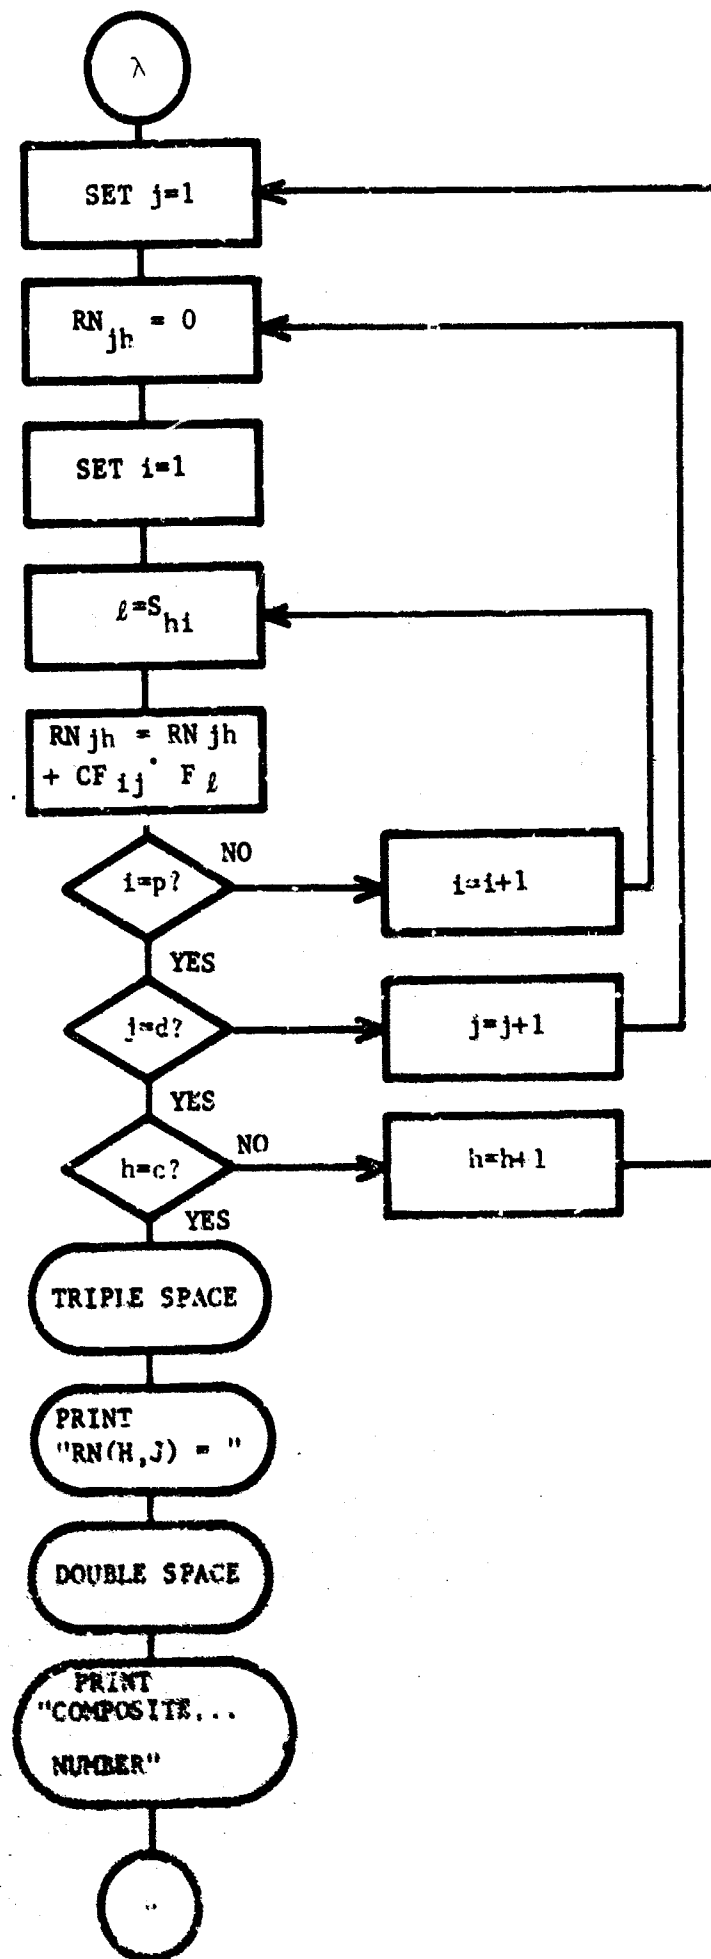 λ
SET j=1
RN jh = 0
SET i=1
ℓ=S hi
RN jh = RN jh
+ CF ij · F ℓ
i=p?
NO
i=i+1
YES
j=d?
j=j+1
YES
h=c?
NO
h=h+1
YES
TRIPLE SPACE
PRINT
"RN(H,J) = "
DOUBLE SPACE
PRINT
"COMPOSITE...
NUMBER"